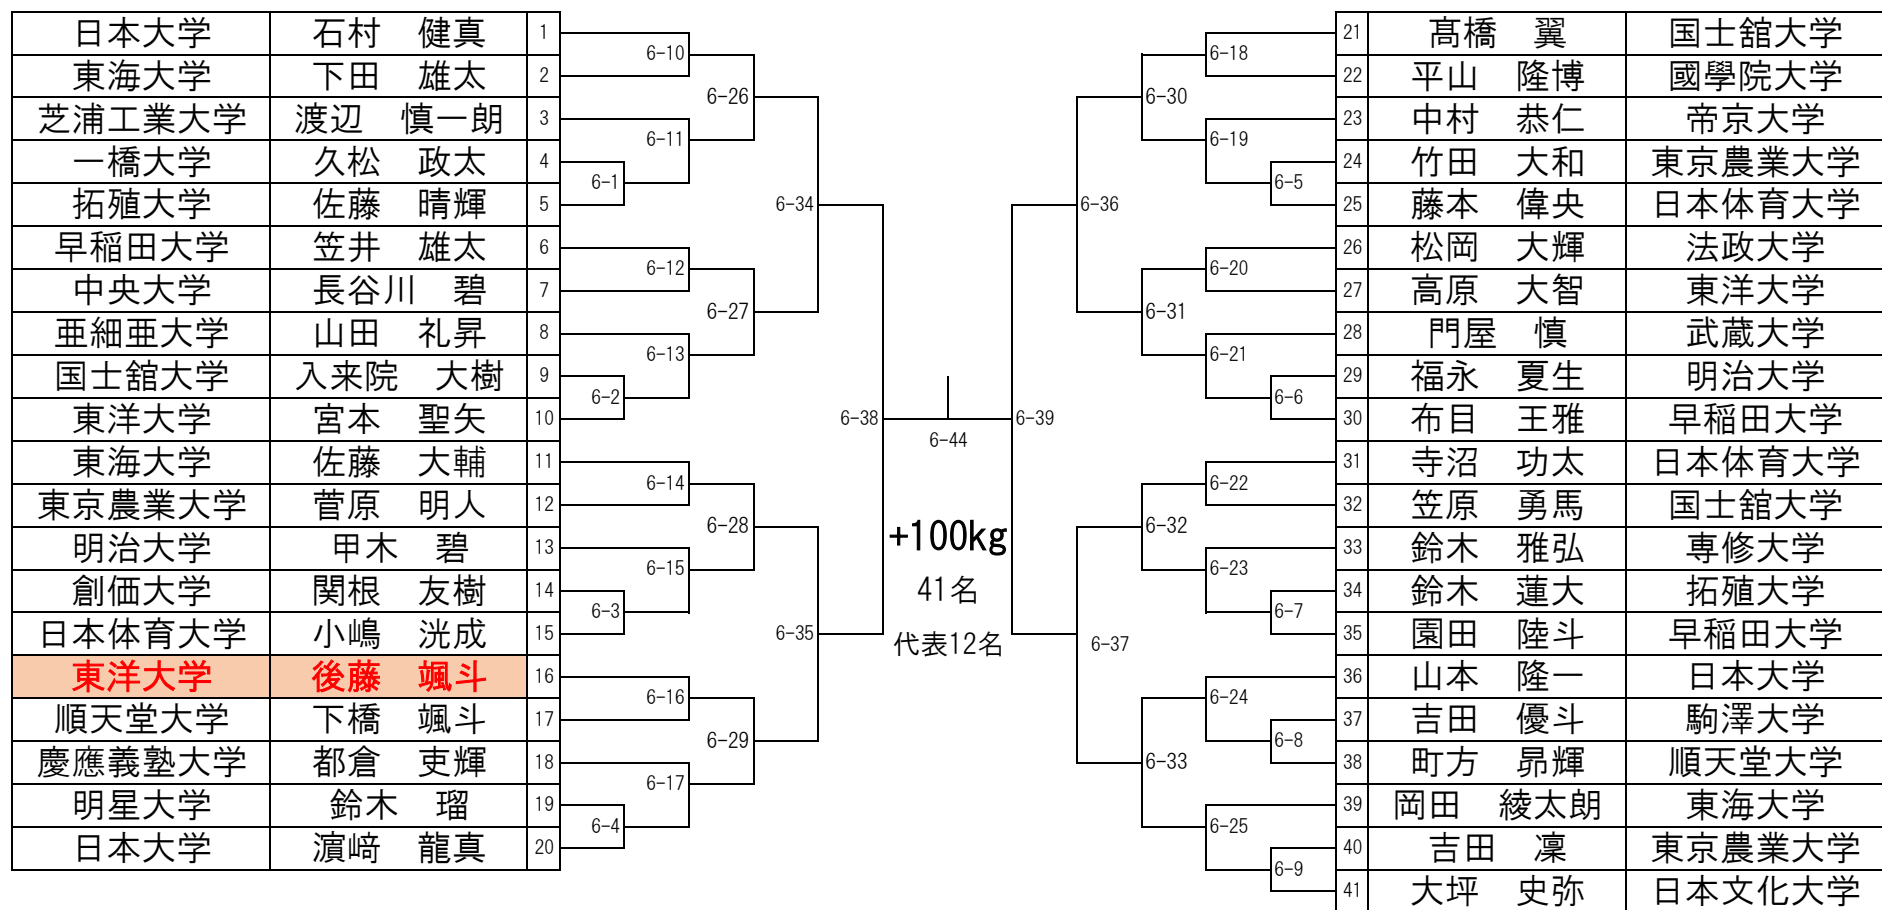 日本大学 石村 健真 1
東海大学 下田 雄太 2
芝浦工業大学 渡辺 慎一朗 3
一橋大学 久松 政太 4
拓殖大学 佐藤 晴輝 5
早稲田大学 笠井 雄太 6
中央大学 長谷川 碧 7
亜細亜大学 山田 礼昇 8
国士舘大学 入来院 大樹 9
東洋大学 宮本 聖矢 10
東海大学 佐藤 大輔 11
東京農業大学 菅原 明人 12
明治大学 甲木 碧 13
創価大学 関根 友樹 14
日本体育大学 小嶋 洸成 15
東洋大学 後藤 颯斗 16
順天堂大学 下橋 颯斗 17
慶應義塾大学 都倉 吏輝 18
明星大学 鈴木 瑠 19
日本大学 濵﨑 龍真 20
6-10
6-26
6-11
6-1
6-34
6-12
6-27
6-13
6-2
6-38
6-14
6-28
6-15
6-3
6-35
6-16
6-29
6-17
6-4
6-44
+100kg
41名
代表12名
6-18
6-30
6-19
6-5
6-36
6-20
6-31
6-21
6-6
6-39
6-22
6-32
6-23
6-7
6-37
6-24
6-8
6-33
6-25
6-9
21 髙橋 翼 国士舘大学
22 平山 隆博 國學院大学
23 中村 恭仁 帝京大学
24 竹田 大和 東京農業大学
25 藤本 偉央 日本体育大学
26 松岡 大輝 法政大学
27 高原 大智 東洋大学
28 門屋 慎 武蔵大学
29 福永 夏生 明治大学
30 布目 王雅 早稲田大学
31 寺沼 功太 日本体育大学
32 笠原 勇馬 国士舘大学
33 鈴木 雅弘 専修大学
34 鈴木 蓮大 拓殖大学
35 園田 陸斗 早稲田大学
36 山本 隆一 日本大学
37 吉田 優斗 駒澤大学
38 町方 昴輝 順天堂大学
39 岡田 綾太朗 東海大学
40 吉田 凜 東京農業大学
41 大坪 史弥 日本文化大学